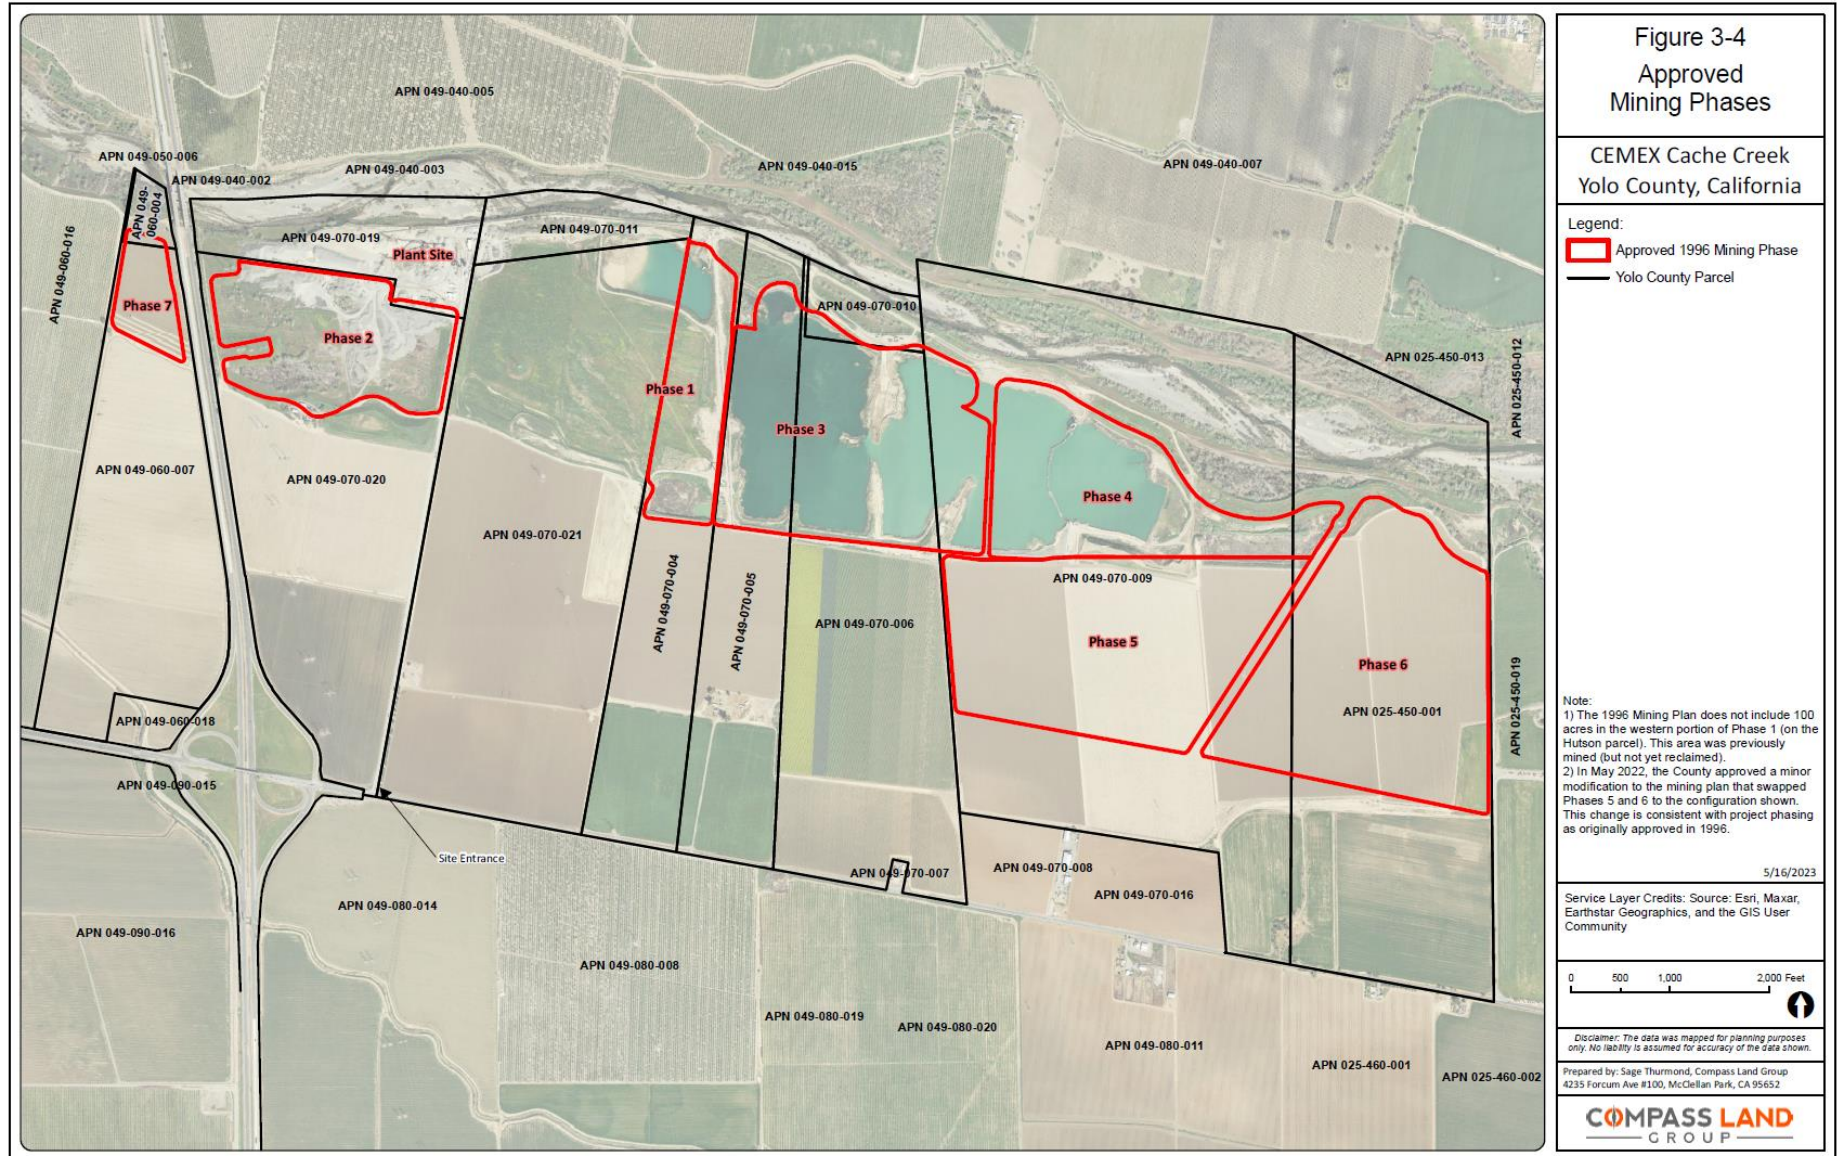 Figure 3-4
Approved
Mining Phases
CEMEX Cache Creek
Yolo County, California
Legend:
Approved 1996 Mining Phase
Yolo County Parcel
Note:
1) The 1996 Mining Plan does not include 100
acres in the western portion of Phase 1 (on the
Hutson parcel). This area was previously
mined (but not yet reclaimed).
2) In May 2022, the County approved a minor
modification to the mining plan that swapped
Phases 5 and 6 to the configuration shown.
This change is consistent with project phasing
as originally approved in 1996.
5/16/2023
Service Layer Credits: Source: Esri, Maxar,
Earthstar Geographics, and the GIS User
Community
0 500 1,000 2,000 Feet
Disclaimer: The data was mapped for planning purposes
only. No liability is assumed for accuracy of the data shown.
Prepared by: Sage Thurmond, Compass Land Group
4235 Forcum Ave #100, McClellan Park, CA 95652
COMPASS LAND
GROUP
APN 049-040-005
APN 049-050-006
APN 049-040-002
APN 049-040-003
APN 049-040-015
APN 049-040-007
APN 049-
060-004
APN 049-060-016
APN 049-070-019
Plant Site
APN 049-070-011
APN 049-070-010
Phase 7
Phase 2
Phase 1
Phase 3
Phase 4
APN 025-450-013
APN 025-450-012
APN 049-060-007
APN 049-070-020
APN 049-070-021
APN 049-070-004
APN 049-070-005
APN 049-070-006
APN 049-070-009
Phase 5
Phase 6
APN 025-450-001
APN 025-450-019
APN 049-060-018
APN 049-090-015
Site Entrance
APN 049-070-007
APN 049-070-008
APN 049-070-016
APN 049-080-014
APN 049-090-016
APN 049-080-008
APN 049-080-019
APN 049-080-020
APN 049-080-011
APN 025-460-001
APN 025-460-002